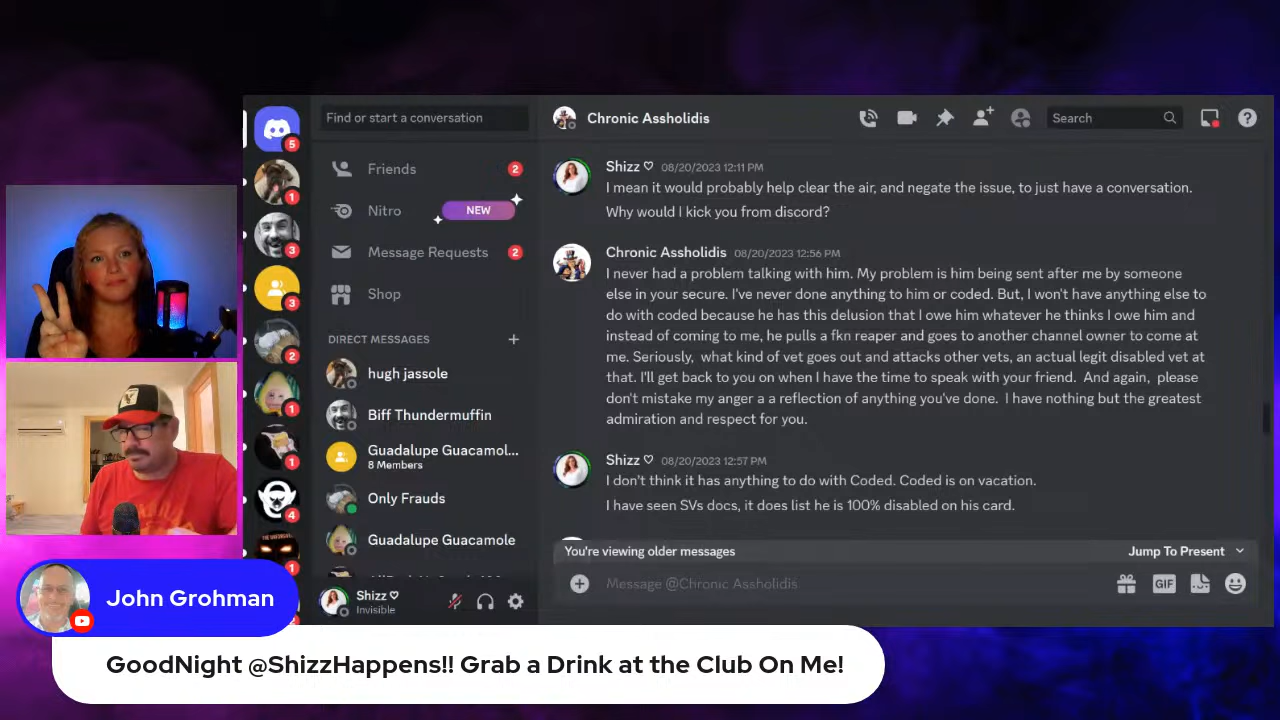 Find or start a conversation
Friends
2
Nitro
NEW
Message Requests
2
Shop
DIRECT MESSAGES
hugh jassole
Biff Thundermuffin
Guadalupe Guacamol...
8 Members
Only Frauds
Guadalupe Guacamole
Shizz ♡
Invisible
5
1
3
3
2
1
1
4
1
Chronic Assholidis
Search
Shizz ♡ 08/20/2023 12:11 PM
I mean it would probably help clear the air, and negate the issue, to just have a conversation.
Why would I kick you from discord?
Chronic Assholidis 08/20/2023 12:56 PM
I never had a problem talking with him. My problem is him being sent after me by someone
else in your secure. I've never done anything to him or coded. But, I won't have anything else to
do with coded because he has this delusion that I owe him whatever he thinks I owe him and
instead of coming to me, he pulls a fkn reaper and goes to another channel owner to come at
me. Seriously, what kind of vet goes out and attacks other vets, an actual legit disabled vet at
that. I'll get back to you on when I have the time to speak with your friend. And again, please
don't mistake my anger a a reflection of anything you've done. I have nothing but the greatest
admiration and respect for you.
Shizz ♡ 08/20/2023 12:57 PM
I don't think it has anything to do with Coded. Coded is on vacation.
I have seen SVs docs, it does list he is 100% disabled on his card.
You're viewing older messages
Jump To Present
Message @Chronic Assholidis
GIF
John Grohman
GoodNight @ShizzHappens!! Grab a Drink at the Club On Me!